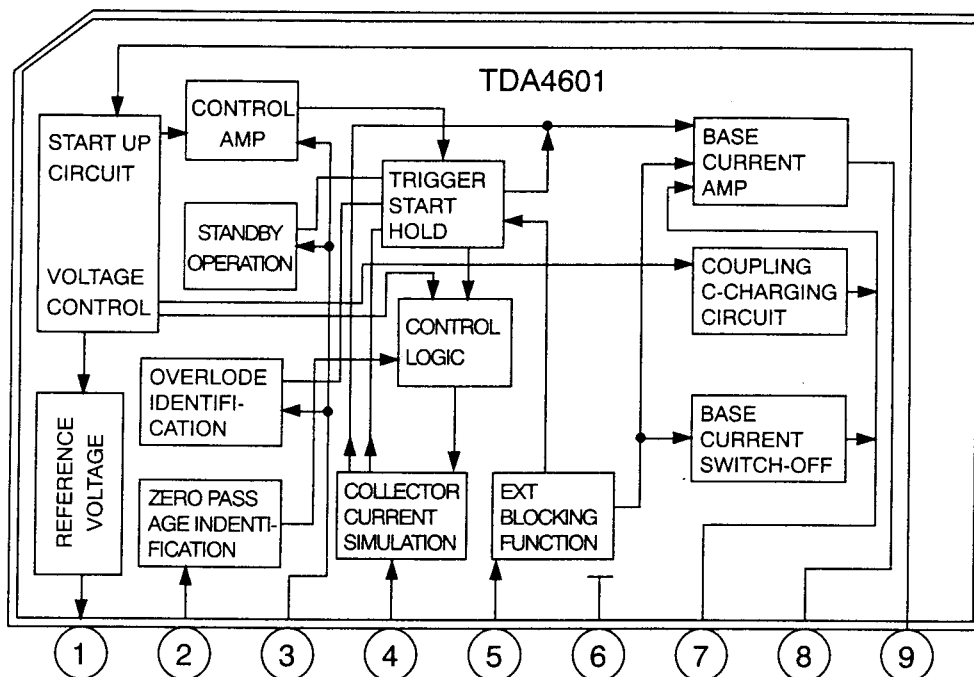 TDA4601
START UP
CIRCUIT
VOLTAGE
CONTROL
CONTROL
AMP
STANDBY
OPERATION
TRIGGER
START
HOLD
BASE
CURRENT
AMP
COUPLING
C-CHARGING
CIRCUIT
CONTROL
LOGIC
OVERLODE
IDENTIFI-
CATION
BASE
CURRENT
SWITCH-OFF
REFERENCE
VOLTAGE
ZERO PASS
AGE INDENTI-
FICATION
COLLECTOR
CURRENT
SIMULATION
EXT
BLOCKING
FUNCTION
1 2 3 4 5 6 7 8 9